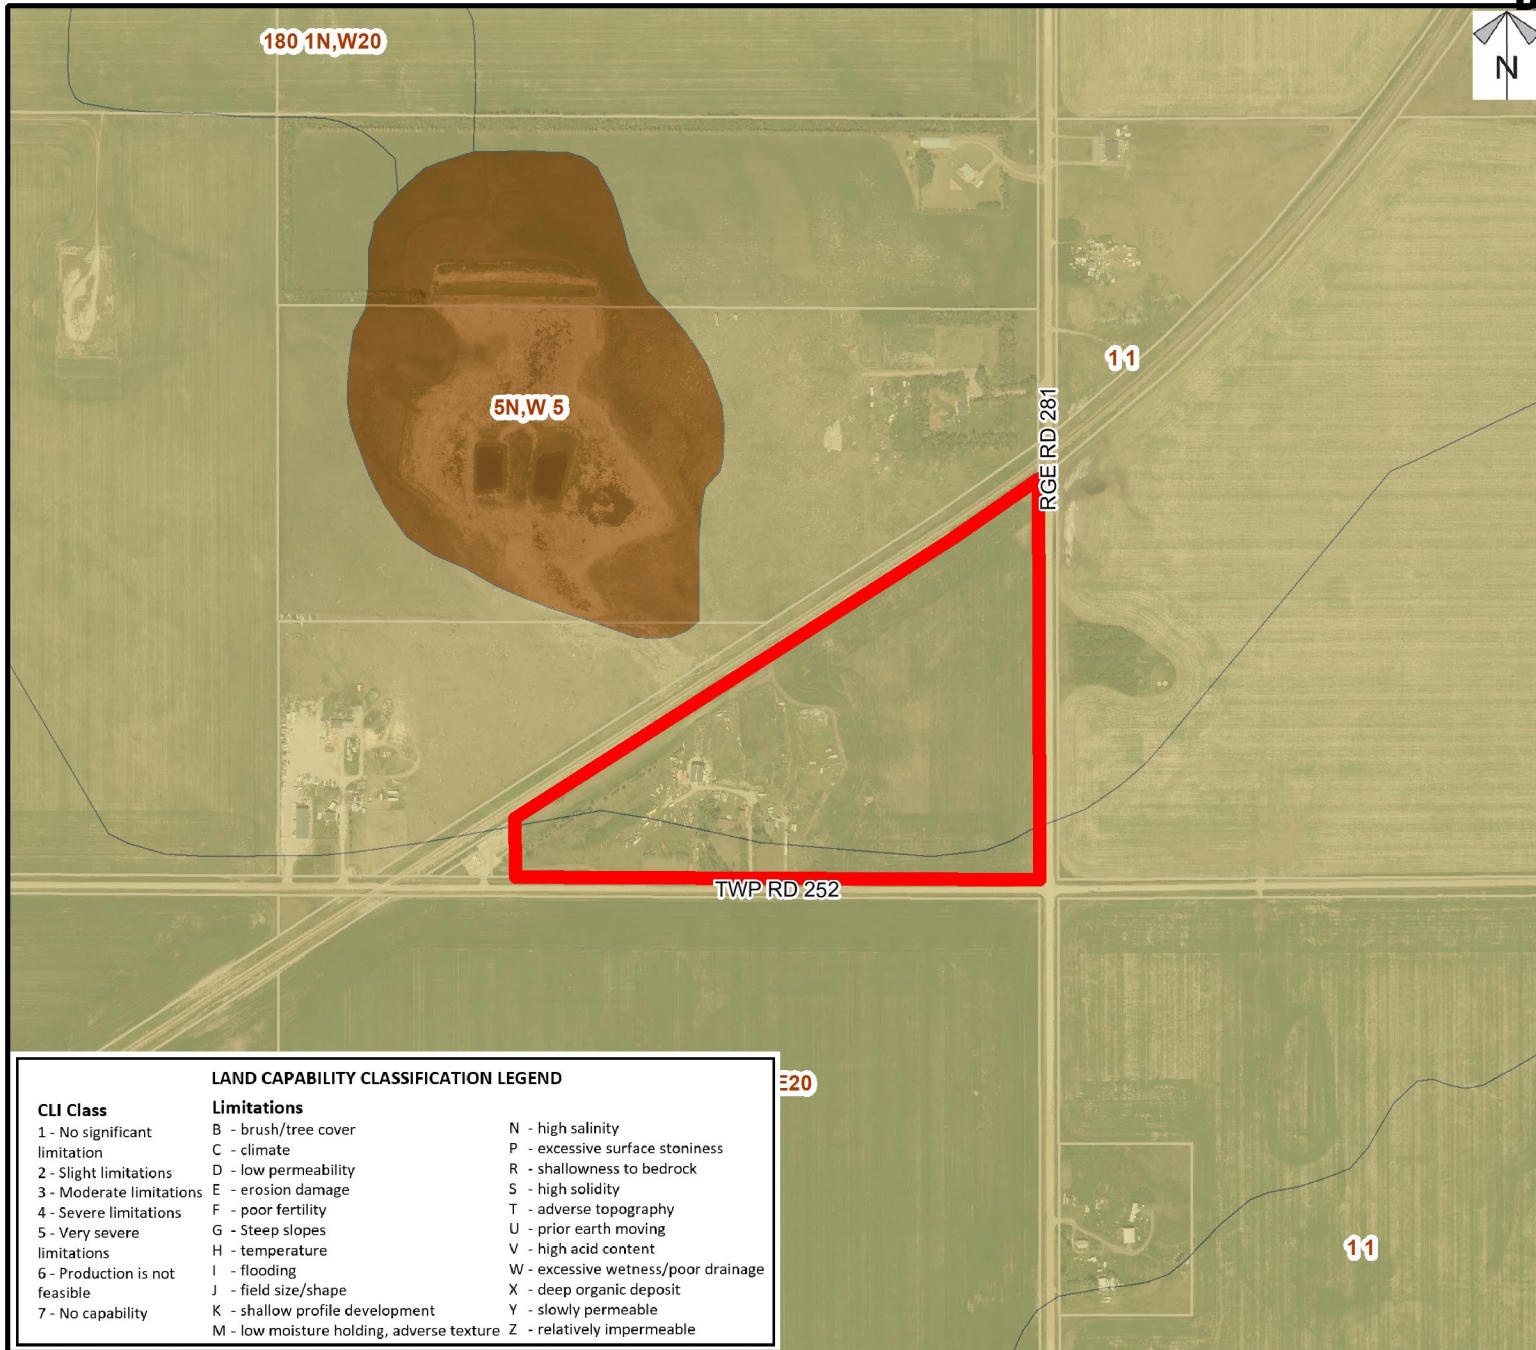 180 1N,W20
N
5N,W 5
1 1
RGE RD 281
TWP RD 252
E20
1 1
LAND CAPABILITY CLASSIFICATION LEGEND
CLI Class
1 - No significant
limitation
2 - Slight limitations
3 - Moderate limitations
4 - Severe limitations
5 - Very severe
limitations
6 - Production is not
feasible
7 - No capability
Limitations
B - brush/tree cover
C - climate
D - low permeability
E - erosion damage
F - poor fertility
G - Steep slopes
H - temperature
I - flooding
J - field size/shape
K - shallow profile development
M - low moisture holding, adverse texture
N - high salinity
P - excessive surface stoniness
R - shallowness to bedrock
S - high solidity
T - adverse topography
U - prior earth moving
V - high acid content
W - excessive wetness/poor drainage
X - deep organic deposit
Y - slowly permeable
Z - relatively impermeable